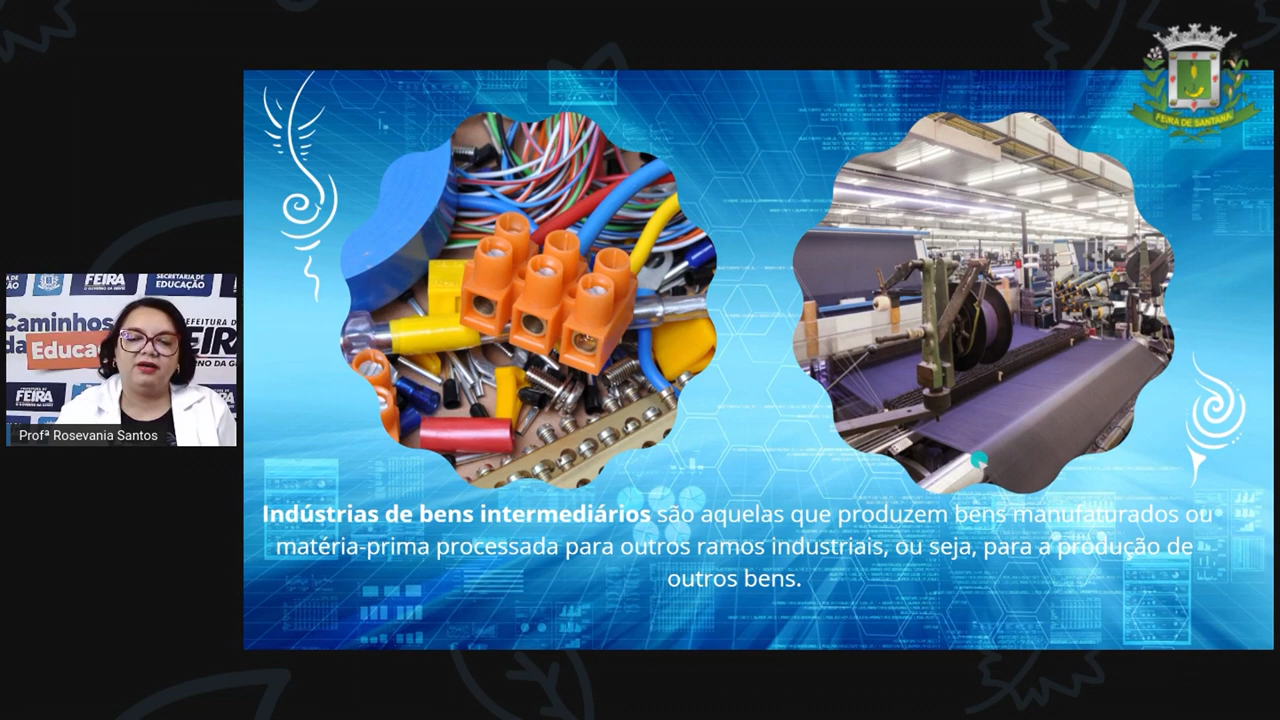 FEIRA DE SANTANA
FEIRA
SECRETARIA DE
EDUCAÇÃO
Caminhos
da Educa
FEIRA
Profª Rosevania Santos
Indústrias de bens intermediários são aquelas que produzem bens manufaturados ou
matéria-prima processada para outros ramos industriais, ou seja, para a produção de
outros bens.